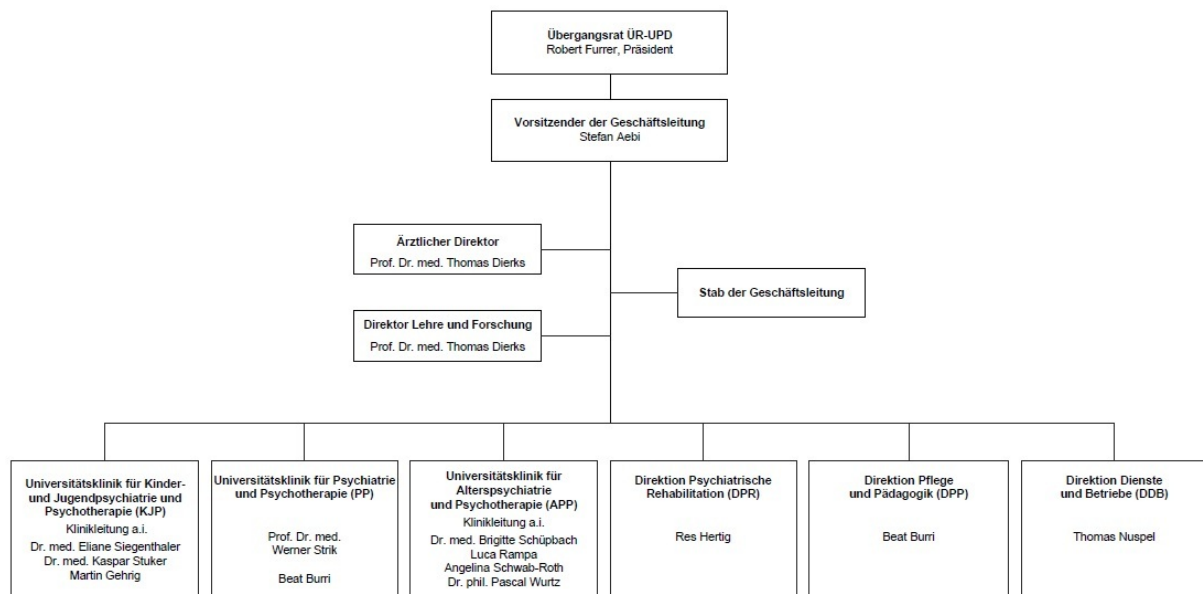 Übergangsrat ÜR-UPD
Robert Furrer, Präsident
Vorsitzender der Geschäftsleitung
Stefan Aebi
Ärztlicher Direktor
Prof. Dr. med. Thomas Dierks
Stab der Geschäftsleitung
Direktor Lehre und Forschung
Prof. Dr. med. Thomas Dierks
Universitätsklinik für Kinder-
und Jugendpsychiatrie und
Psychotherapie (KJP)
Klinikleitung a.i.
Dr. med. Eliane Siegenthaler
Dr. med. Kaspar Stuker
Martin Gehrig
Universitätsklinik für Psychiatrie
und Psychotherapie (PP)
Prof. Dr. med.
Werner Strik
Beat Burri
Universitätsklinik für
Alterspsychiatrie
und Psychotherapie (APP)
Klinikleitung a.i.
Dr. med. Brigitte Schüpbach
Luca Rampa
Angelina Schwab-Roth
Dr. phil. Pascal Wurtz
Direktion Psychiatrische
Rehabilitation (DPR)
Res Hertig
Direktion Pflege
und Pädagogik (DPP)
Beat Burri
Direktion Dienste
und Betriebe (DDB)
Thomas Nuspel